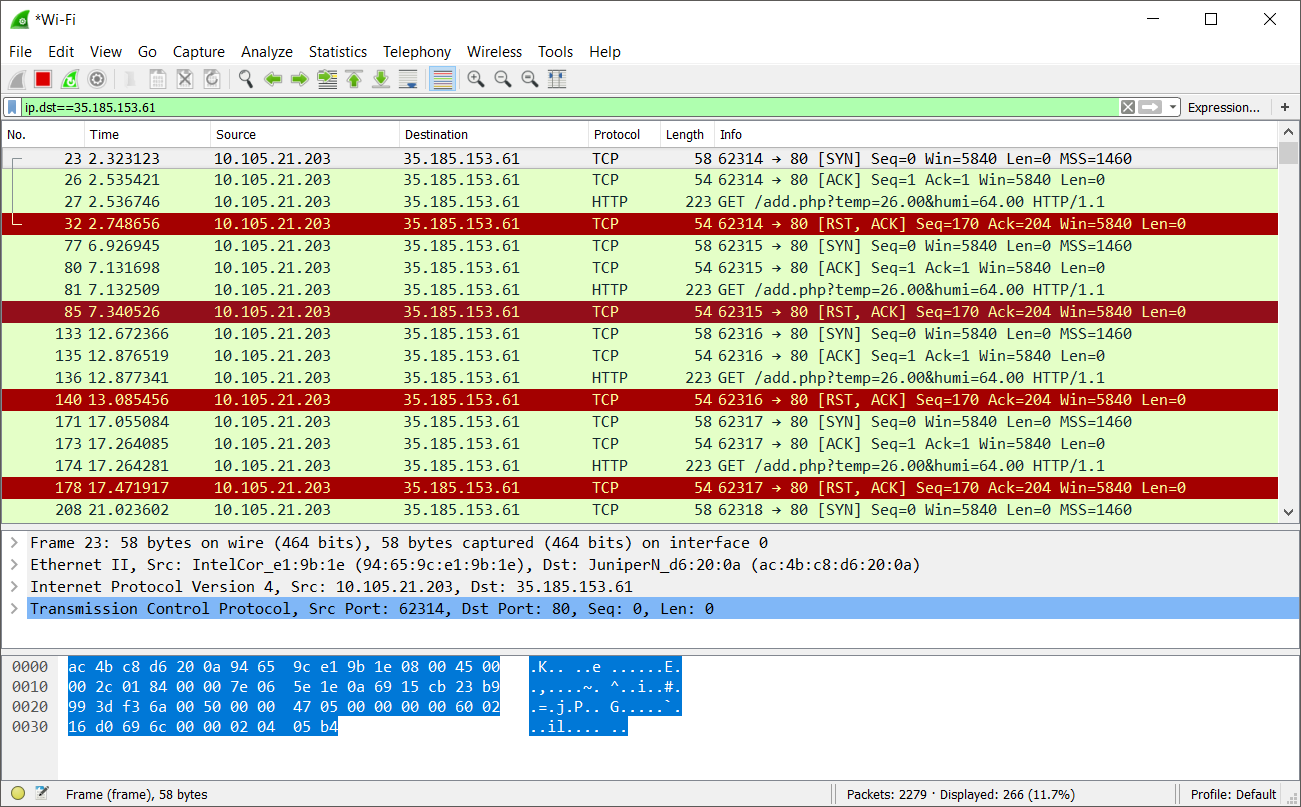 *Wi-Fi
File Edit View Go Capture Analyze Statistics Telephony Wireless Tools Help
ip.dst==35.185.153.61 Expression... +
No. Time Source Destination Protocol Length Info
23 2.323123 10.105.21.203 35.185.153.61 TCP 58 62314 → 80 [SYN] Seq=0 Win=5840 Len=0 MSS=1460
26 2.535421 10.105.21.203 35.185.153.61 TCP 54 62314 → 80 [ACK] Seq=1 Ack=1 Win=5840 Len=0
27 2.536746 10.105.21.203 35.185.153.61 HTTP 223 GET /add.php?temp=26.00&humi=64.00 HTTP/1.1
32 2.748656 10.105.21.203 35.185.153.61 TCP 54 62314 → 80 [RST, ACK] Seq=170 Ack=204 Win=5840 Len=0
77 6.926945 10.105.21.203 35.185.153.61 TCP 58 62315 → 80 [SYN] Seq=0 Win=5840 Len=0 MSS=1460
80 7.131698 10.105.21.203 35.185.153.61 TCP 54 62315 → 80 [ACK] Seq=1 Ack=1 Win=5840 Len=0
81 7.132509 10.105.21.203 35.185.153.61 HTTP 223 GET /add.php?temp=26.00&humi=64.00 HTTP/1.1
85 7.340526 10.105.21.203 35.185.153.61 TCP 54 62315 → 80 [RST, ACK] Seq=170 Ack=204 Win=5840 Len=0
133 12.672366 10.105.21.203 35.185.153.61 TCP 58 62316 → 80 [SYN] Seq=0 Win=5840 Len=0 MSS=1460
135 12.876519 10.105.21.203 35.185.153.61 TCP 54 62316 → 80 [ACK] Seq=1 Ack=1 Win=5840 Len=0
136 12.877341 10.105.21.203 35.185.153.61 HTTP 223 GET /add.php?temp=26.00&humi=64.00 HTTP/1.1
140 13.085456 10.105.21.203 35.185.153.61 TCP 54 62316 → 80 [RST, ACK] Seq=170 Ack=204 Win=5840 Len=0
171 17.055084 10.105.21.203 35.185.153.61 TCP 58 62317 → 80 [SYN] Seq=0 Win=5840 Len=0 MSS=1460
173 17.264085 10.105.21.203 35.185.153.61 TCP 54 62317 → 80 [ACK] Seq=1 Ack=1 Win=5840 Len=0
174 17.264281 10.105.21.203 35.185.153.61 HTTP 223 GET /add.php?temp=26.00&humi=64.00 HTTP/1.1
178 17.471917 10.105.21.203 35.185.153.61 TCP 54 62317 → 80 [RST, ACK] Seq=170 Ack=204 Win=5840 Len=0
208 21.023602 10.105.21.203 35.185.153.61 TCP 58 62318 → 80 [SYN] Seq=0 Win=5840 Len=0 MSS=1460
Frame 23: 58 bytes on wire (464 bits), 58 bytes captured (464 bits) on interface 0
Ethernet II, Src: IntelCor_e1:9b:1e (94:65:9c:e1:9b:1e), Dst: JuniperN_d6:20:0a (ac:4b:c8:d6:20:0a)
Internet Protocol Version 4, Src: 10.105.21.203, Dst: 35.185.153.61
Transmission Control Protocol, Src Port: 62314, Dst Port: 80, Seq: 0, Len: 0
0000 ac 4b c8 d6 20 0a 94 65 9c e1 9b 1e 08 00 45 00 .K.. ..e ......E.
0010 00 2c 01 84 00 00 7e 06 5e 1e 0a 69 15 cb 23 b9 .,....~. ^..i..#.
0020 99 3d f3 6a 00 50 00 00 47 05 00 00 00 00 60 02 .=.j.P.. G.....`.
0030 16 d0 69 6c 00 00 02 04 05 b4 ..il.... ..
Frame (frame), 58 bytes Packets: 2279 · Displayed: 266 (11.7%) Profile: Default